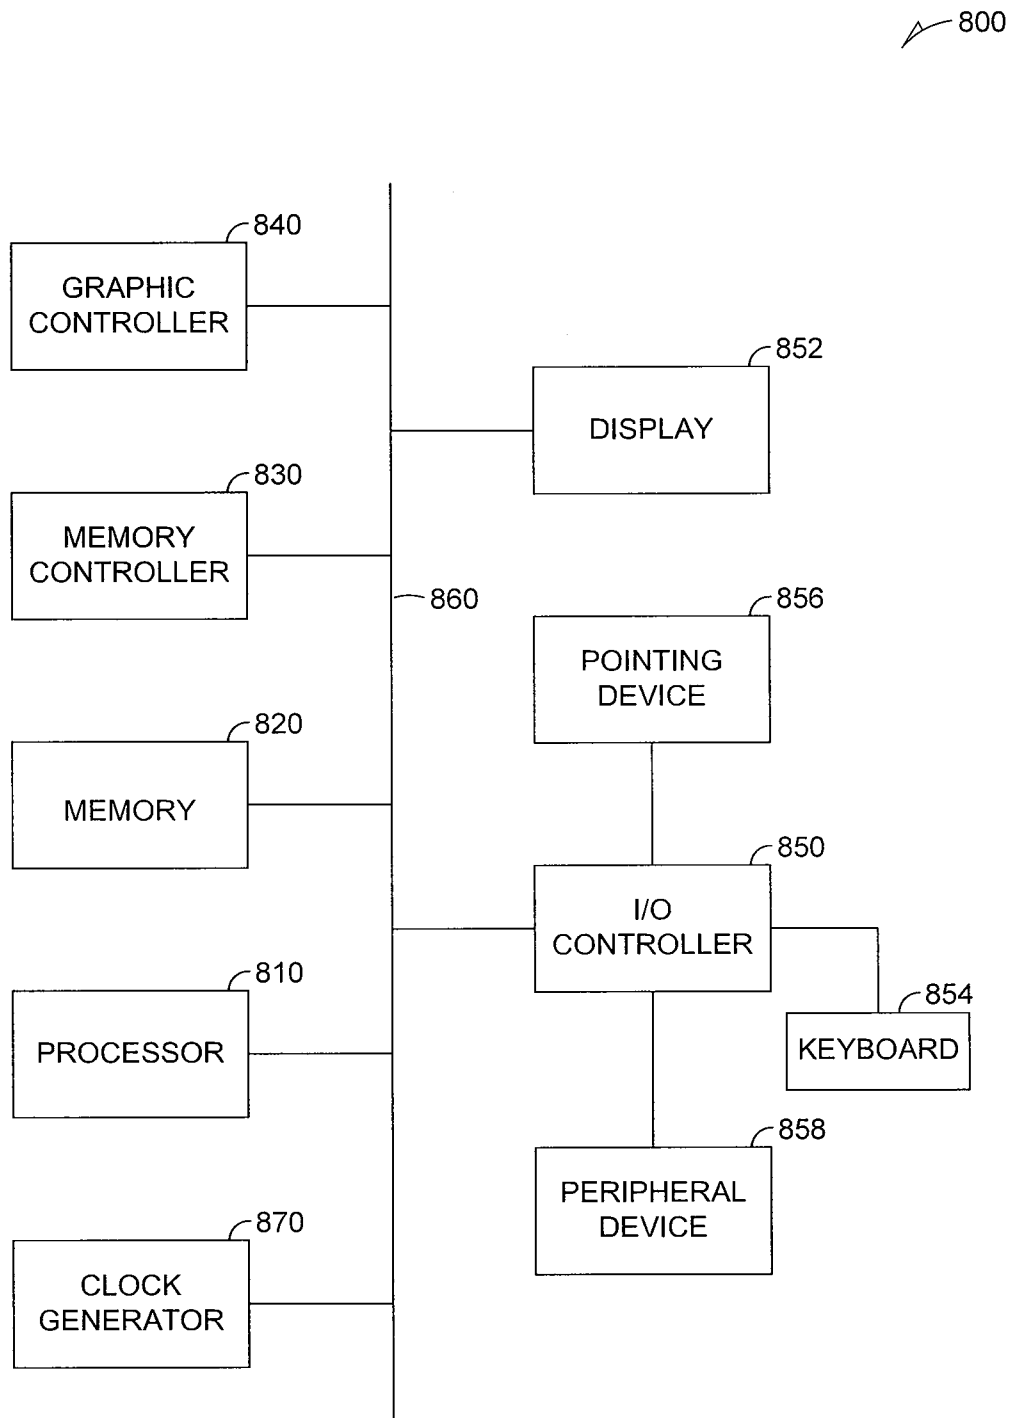 800
840
GRAPHIC
CONTROLLER
852
DISPLAY
830
MEMORY
CONTROLLER
860
856
POINTING
DEVICE
820
MEMORY
850
I/O
CONTROLLER
810
PROCESSOR
854
KEYBOARD
858
PERIPHERAL
DEVICE
870
CLOCK
GENERATOR